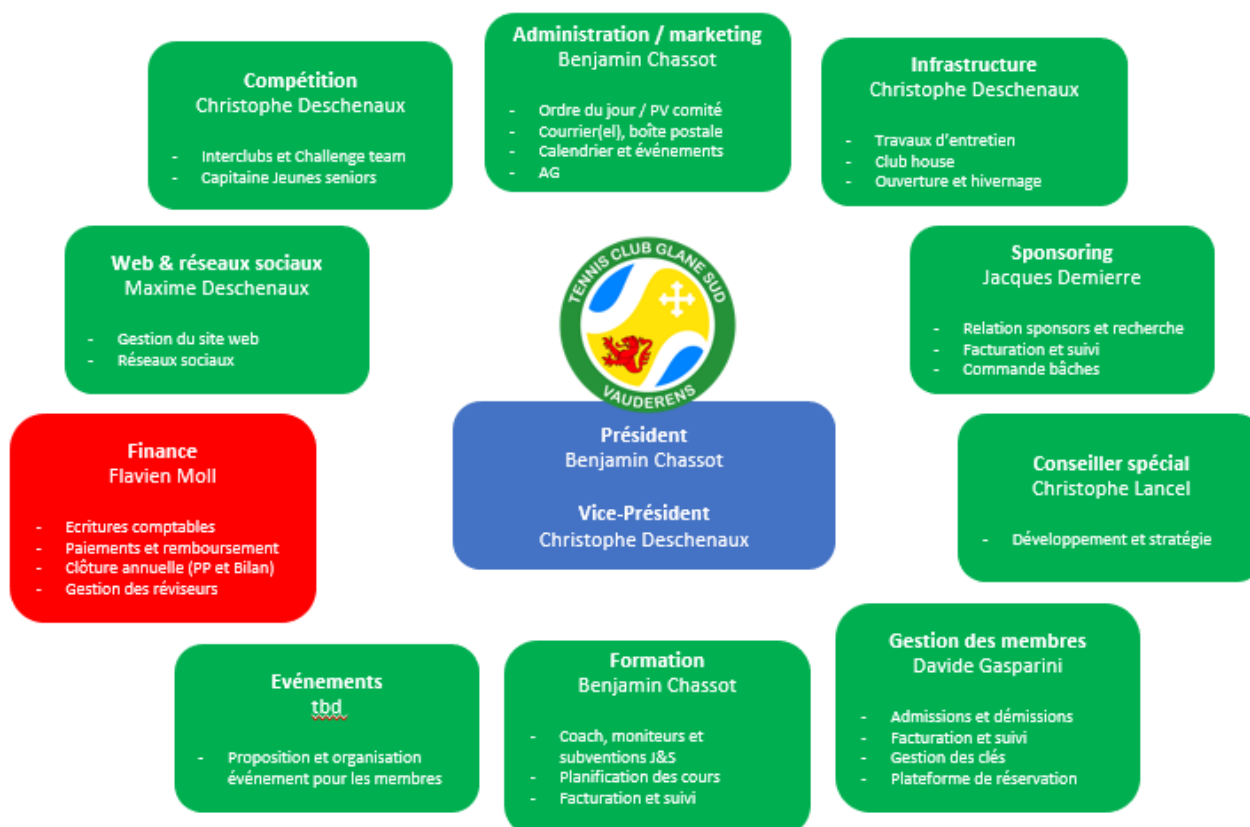 Administration / marketing
Benjamin Chassot
- Ordre du jour / PV comité
- Courrier(el), boîte postale
- Calendrier et événements
- AG
Compétition
Christophe Deschenaux
- Interclubs et Challenge team
- Capitaine Jeunes seniors
Infrastructure
Christophe Deschenaux
- Travaux d'entretien
- Club house
- Ouverture et hivernage
Web & réseaux sociaux
Maxime Deschenaux
- Gestion du site web
- Réseaux sociaux
TENNIS CLUB GLANE SUD
VAUDERENS
Sponsoring
Jacques Demierre
- Relation sponsors et recherche
- Facturation et suivi
- Commande bâches
Finance
Flavien Moll
- Ecritures comptables
- Paiements et remboursement
- Clôture annuelle (PP et Bilan)
- Gestion des réviseurs
Président
Benjamin Chassot
Vice-Président
Christophe Deschenaux
Conseiller spécial
Christophe Lancel
- Développement et stratégie
Evénements
tbd
- Proposition et organisation
événement pour les membres
Formation
Benjamin Chassot
- Coach, moniteurs et
subventions J&S
- Planification des cours
- Facturation et suivi
Gestion des membres
Davide Gasparini
- Admissions et démissions
- Facturation et suivi
- Gestion des clés
- Plateforme de réservation